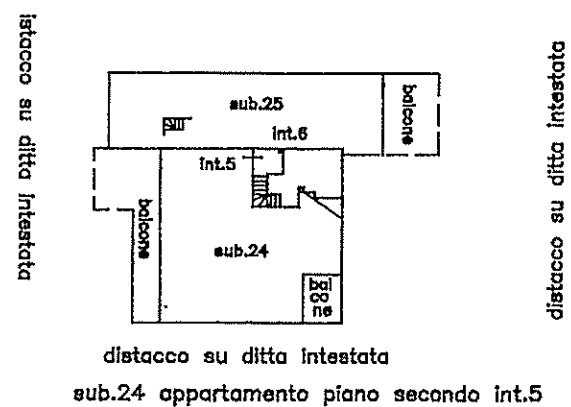 istacco su ditta intestata
sub.25
balcone
distacco su ditta intestata
int.6
int.5
balcone
sub.24
bal
co
ne
distacco su ditta intestata
sub.24 appartamento piano secondo int.5